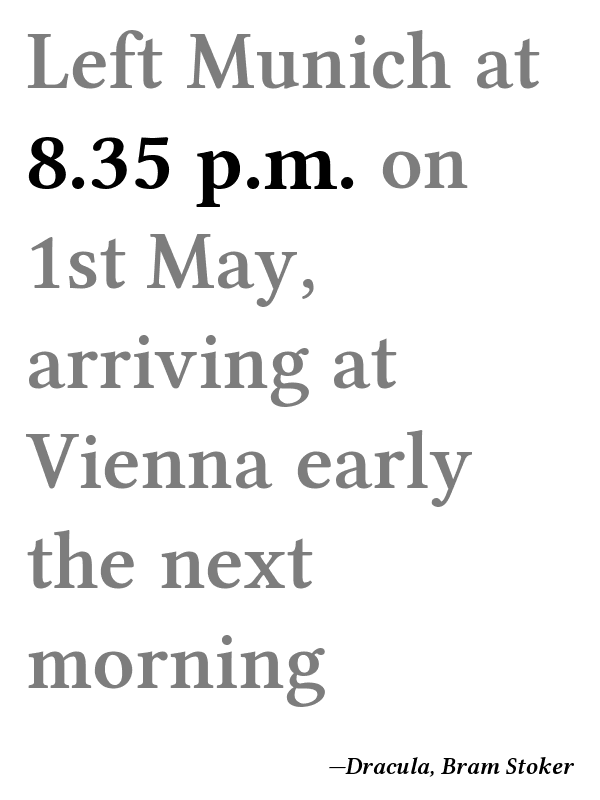 Left Munich at
8.35 p.m. on
1st May,
arriving at
Vienna early
the next
morning
—Dracula, Bram Stoker